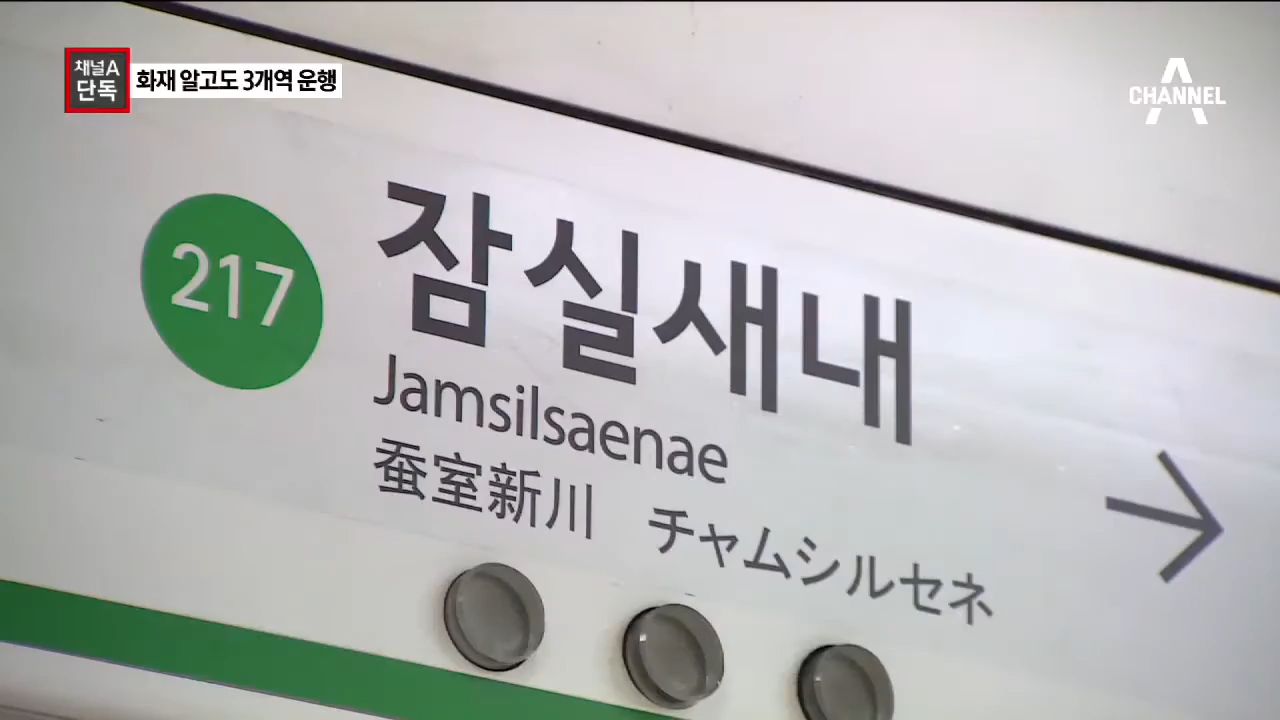 채널A
단독
화재 알고도 3개역 운행
CHANNEL A
217
잠실새내
Jamsilsaenae
蚕室新川 チャムシルセネ